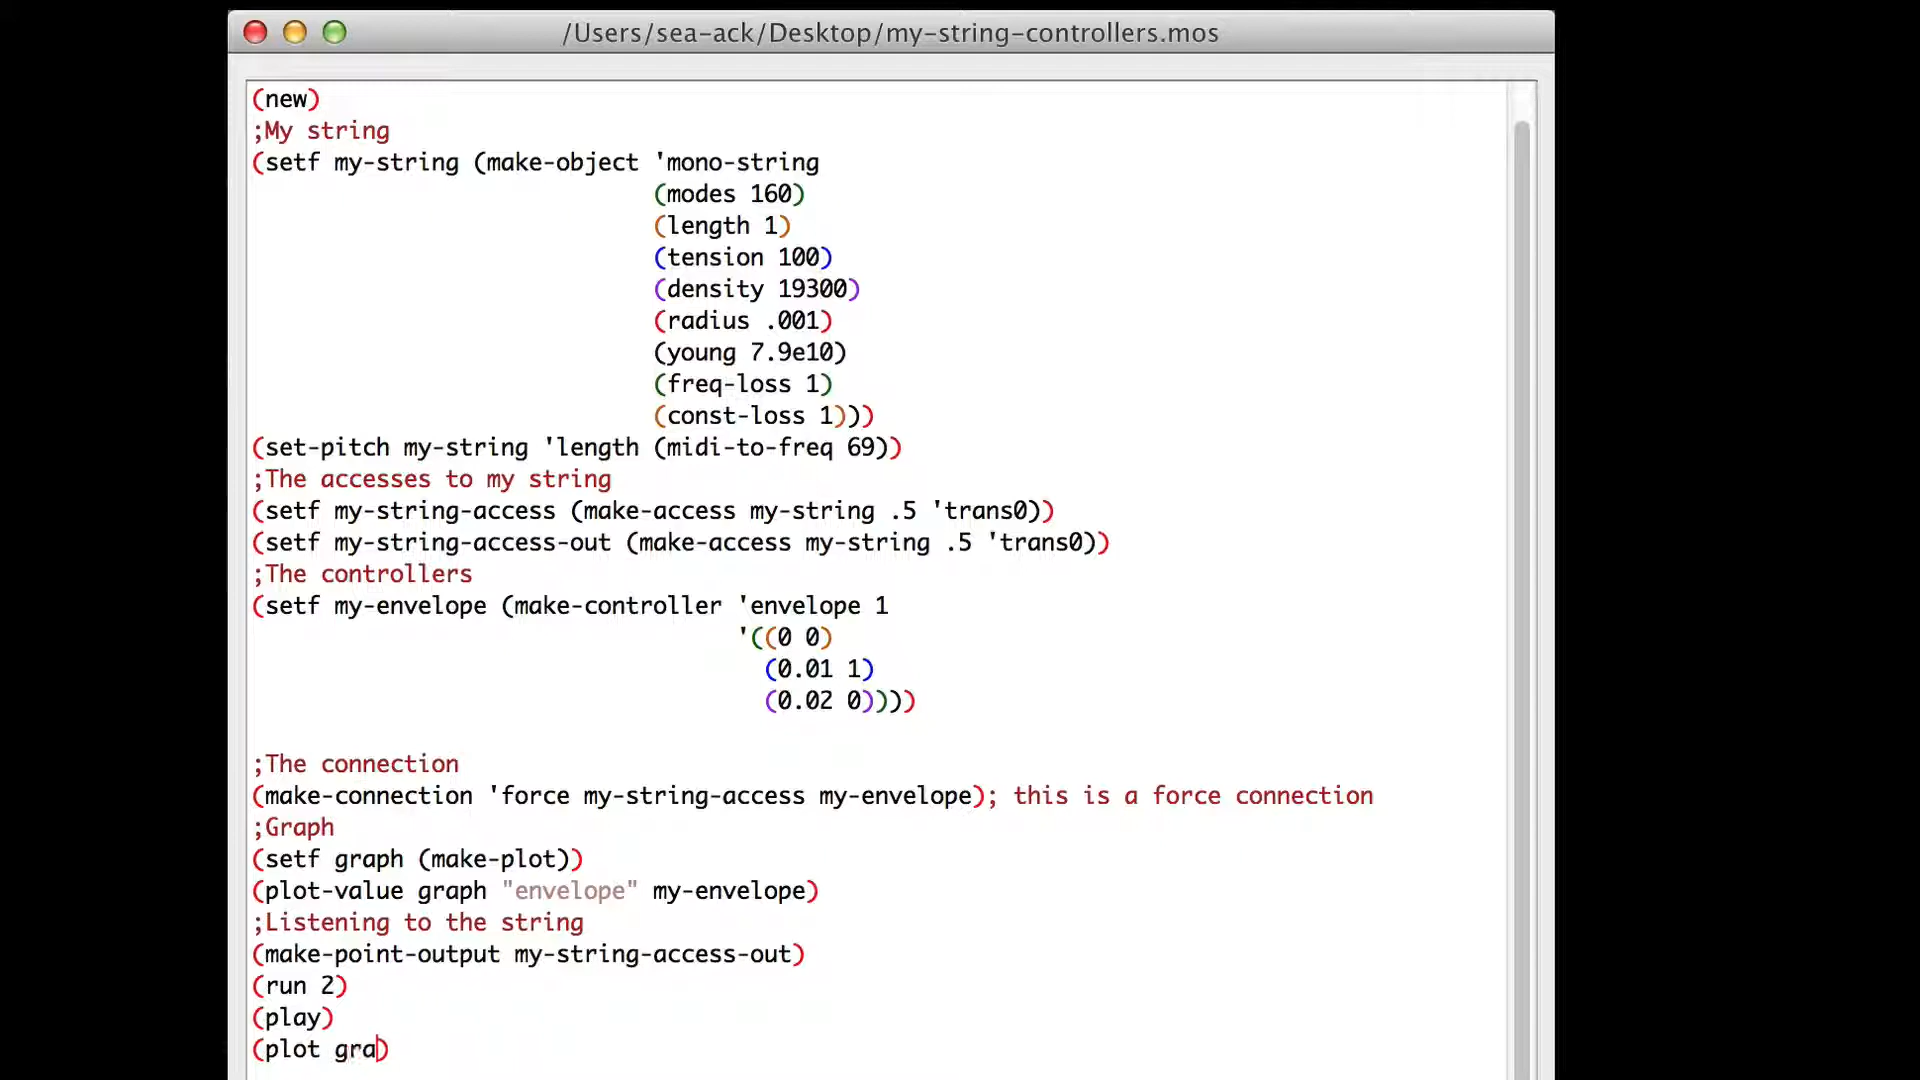 /Users/sea-ack/Desktop/my-string-controllers.mos
(new)
;My string
(setf my-string (make-object 'mono-string
(modes 160)
(length 1)
(tension 100)
(density 19300)
(radius .001)
(young 7.9e10)
(freq-loss 1)
(const-loss 1)))
(set-pitch my-string 'length (midi-to-freq 69))
;The accesses to my string
(setf my-string-access (make-access my-string .5 'trans0))
(setf my-string-access-out (make-access my-string .5 'trans0))
;The controllers
(setf my-envelope (make-controller 'envelope 1
'((0 0)
(0.01 1)
(0.02 0))))
;The connection
(make-connection 'force my-string-access my-envelope); this is a force connection
;Graph
(setf graph (make-plot))
(plot-value graph "envelope" my-envelope)
;Listening to the string
(make-point-output my-string-access-out)
(run 2)
(play)
(plot gra)